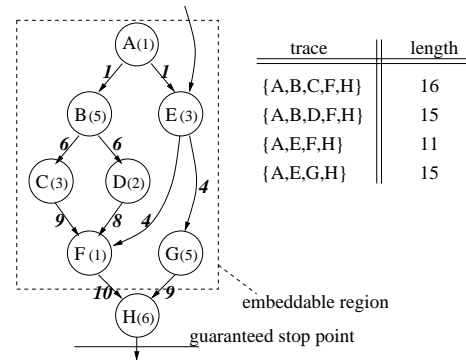 A(1)
1 1
B(5) E(3)
6 6
C(3) D(2) 4
9 8 4
F(1) G(5)
10 9
H(6)
embeddable region
guaranteed stop point
trace length
{A,B,C,F,H} 16
{A,B,D,F,H} 15
{A,E,F,H} 11
{A,E,G,H} 15